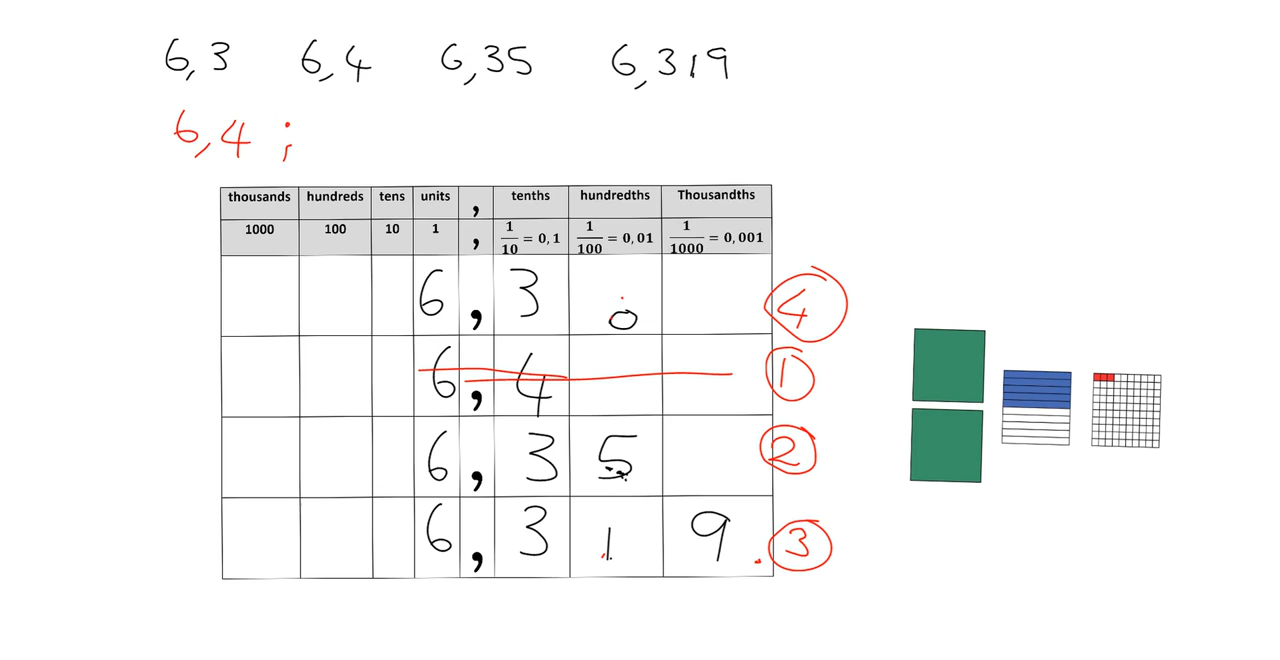 6,3 6,4 6,35 6,319
6,4 ;
thousands hundreds tens units , tenths hundredths Thousandths
1000 100 10 1 , 1/10 = 0,1 1/100 = 0,01 1/1000 = 0,001
6 , 3 0 4
6 , 4 1
6 , 3 5 2
6 , 3 1 9 3